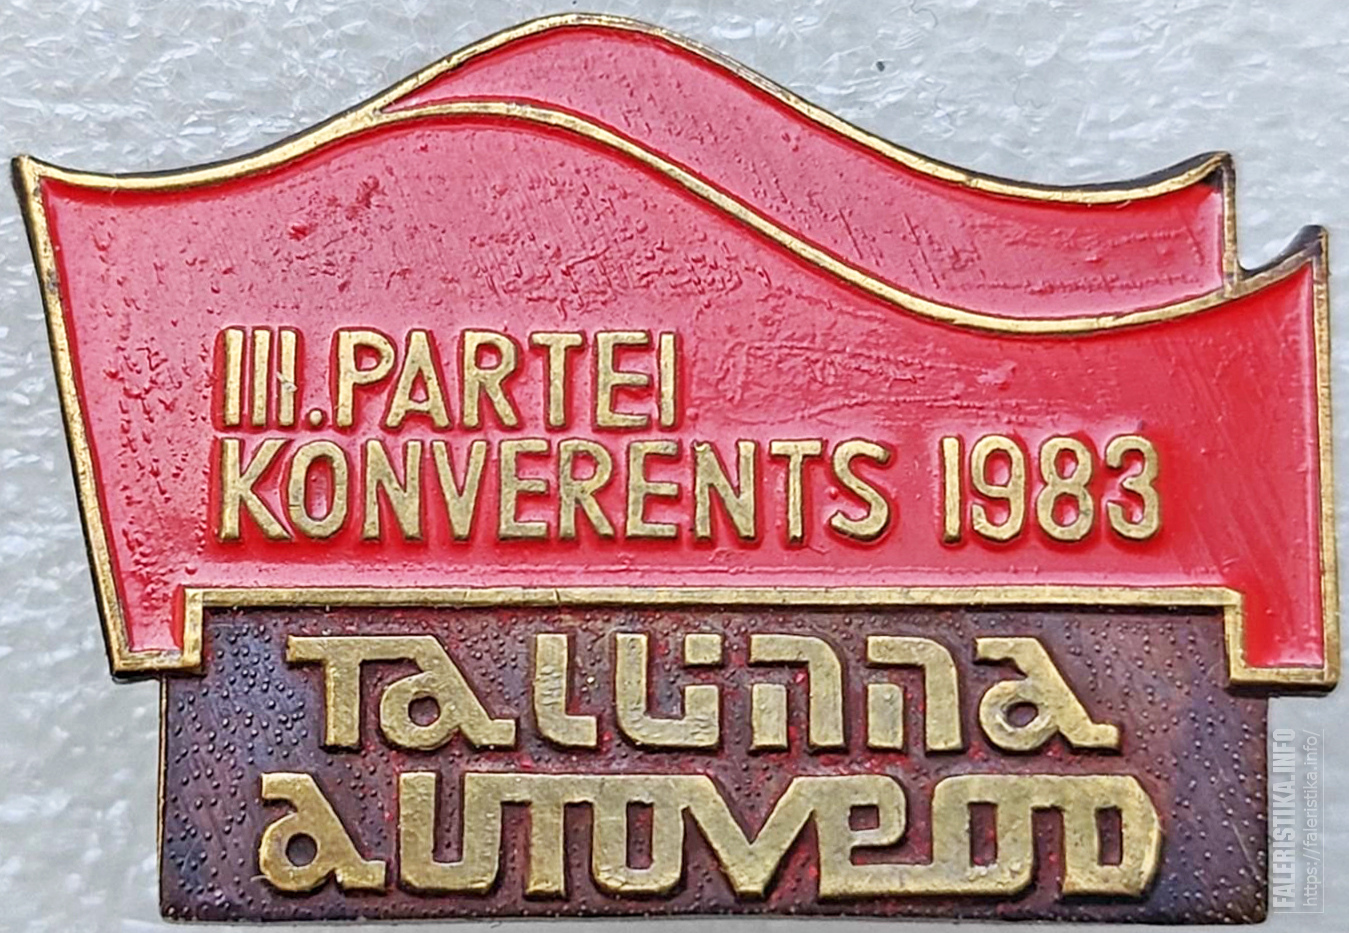 III. PARTEI
KONVERENTS 1983
TALLINNA
AUTOVEOD
FALERISTIKA.INFO
https://faleristika.info/